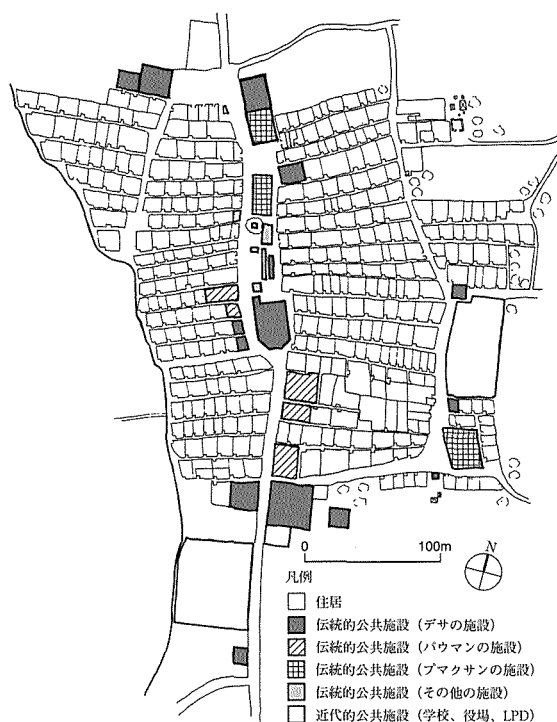 0 100m
N
凡例
住居
伝統的公共施設（デサの施設）
伝統的公共施設（パウマンの施設）
伝統的公共施設（プマクサンの施設）
伝統的公共施設（その他の施設）
近代的公共施設（学校、役場、LPD）